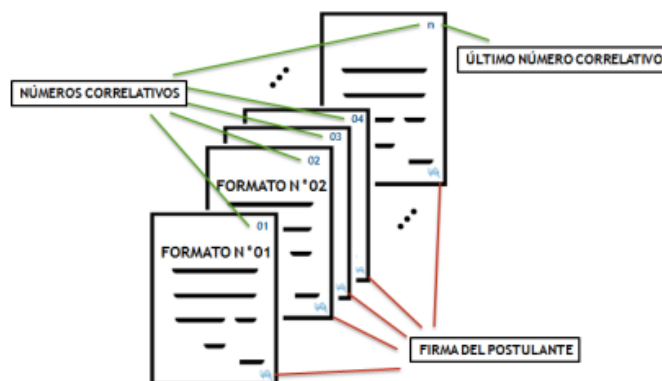 n
ÚLTIMO NÚMERO CORRELATIVO
NÚMEROS CORRELATIVOS
04
03
02
FORMATO N°02
01
FORMATO N°01
FIRMA DEL POSTULANTE